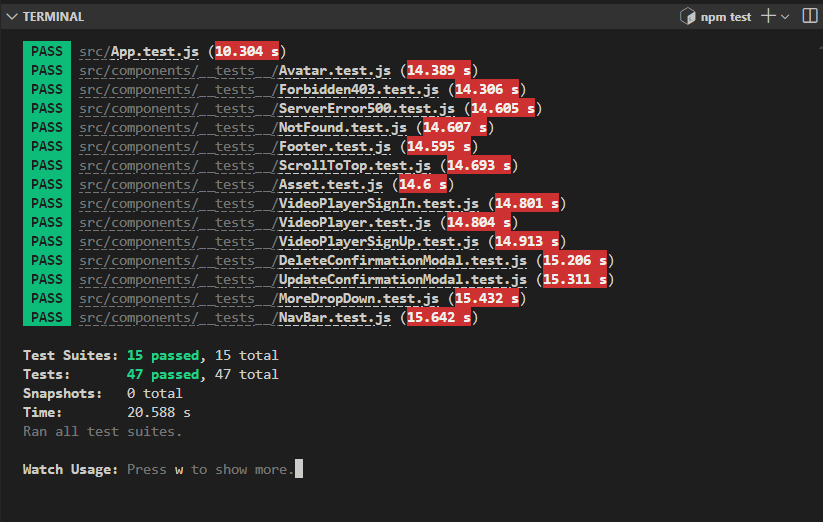 TERMINAL npm test
PASS src/App.test.js (10.304 s)
PASS src/components/__tests__/Avatar.test.js (14.389 s)
PASS src/components/__tests__/Forbidden403.test.js (14.306 s)
PASS src/components/__tests__/ServerError500.test.js (14.605 s)
PASS src/components/__tests__/NotFound.test.js (14.607 s)
PASS src/components/__tests__/Footer.test.js (14.595 s)
PASS src/components/__tests__/ScrollToTop.test.js (14.693 s)
PASS src/components/__tests__/Asset.test.js (14.6 s)
PASS src/components/__tests__/VideoPlayerSignIn.test.js (14.801 s)
PASS src/components/__tests__/VideoPlayer.test.js (14.804 s)
PASS src/components/__tests__/VideoPlayerSignUp.test.js (14.913 s)
PASS src/components/__tests__/DeleteConfirmationModal.test.js (15.206 s)
PASS src/components/__tests__/UpdateConfirmationModal.test.js (15.311 s)
PASS src/components/__tests__/MoreDropDown.test.js (15.432 s)
PASS src/components/__tests__/NavBar.test.js (15.642 s)
Test Suites: 15 passed, 15 total
Tests: 47 passed, 47 total
Snapshots: 0 total
Time: 20.588 s
Ran all test suites.
Watch Usage: Press w to show more.